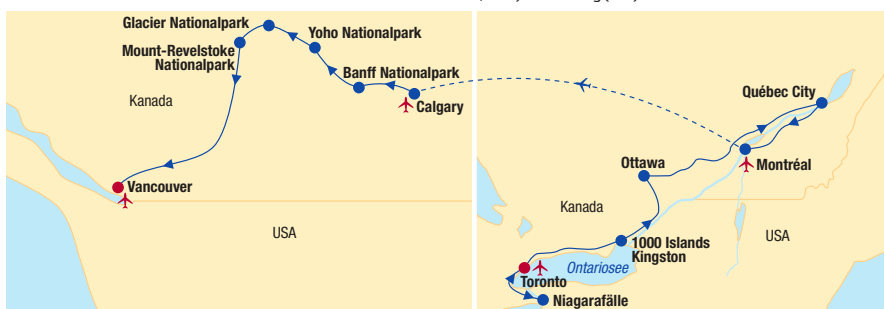 Glacier Nationalpark
Yoho Nationalpark
Mount-Revelstoke
Nationalpark
Banff Nationalpark
Kanada
Calgary
Vancouver
USA
Québec City
Montréal
Ottawa
Kanada
1000 Islands
Kingston
USA
Ontariosee
Toronto
Niagarafälle